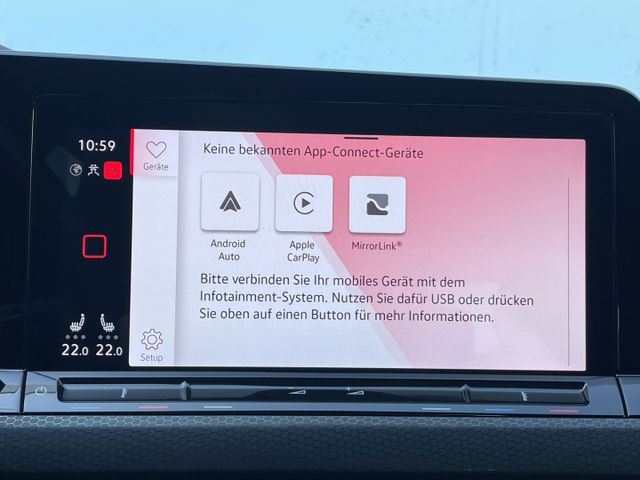 10:59
Geräte
Keine bekannten App-Connect-Geräte
Android
Auto
Apple
CarPlay
MirrorLink®
Bitte verbinden Sie Ihr mobiles Gerät mit dem
Infotainment-System. Nutzen Sie dafür USB oder drücken
Sie oben auf einen Button für mehr Informationen.
22.0 22.0
Setup